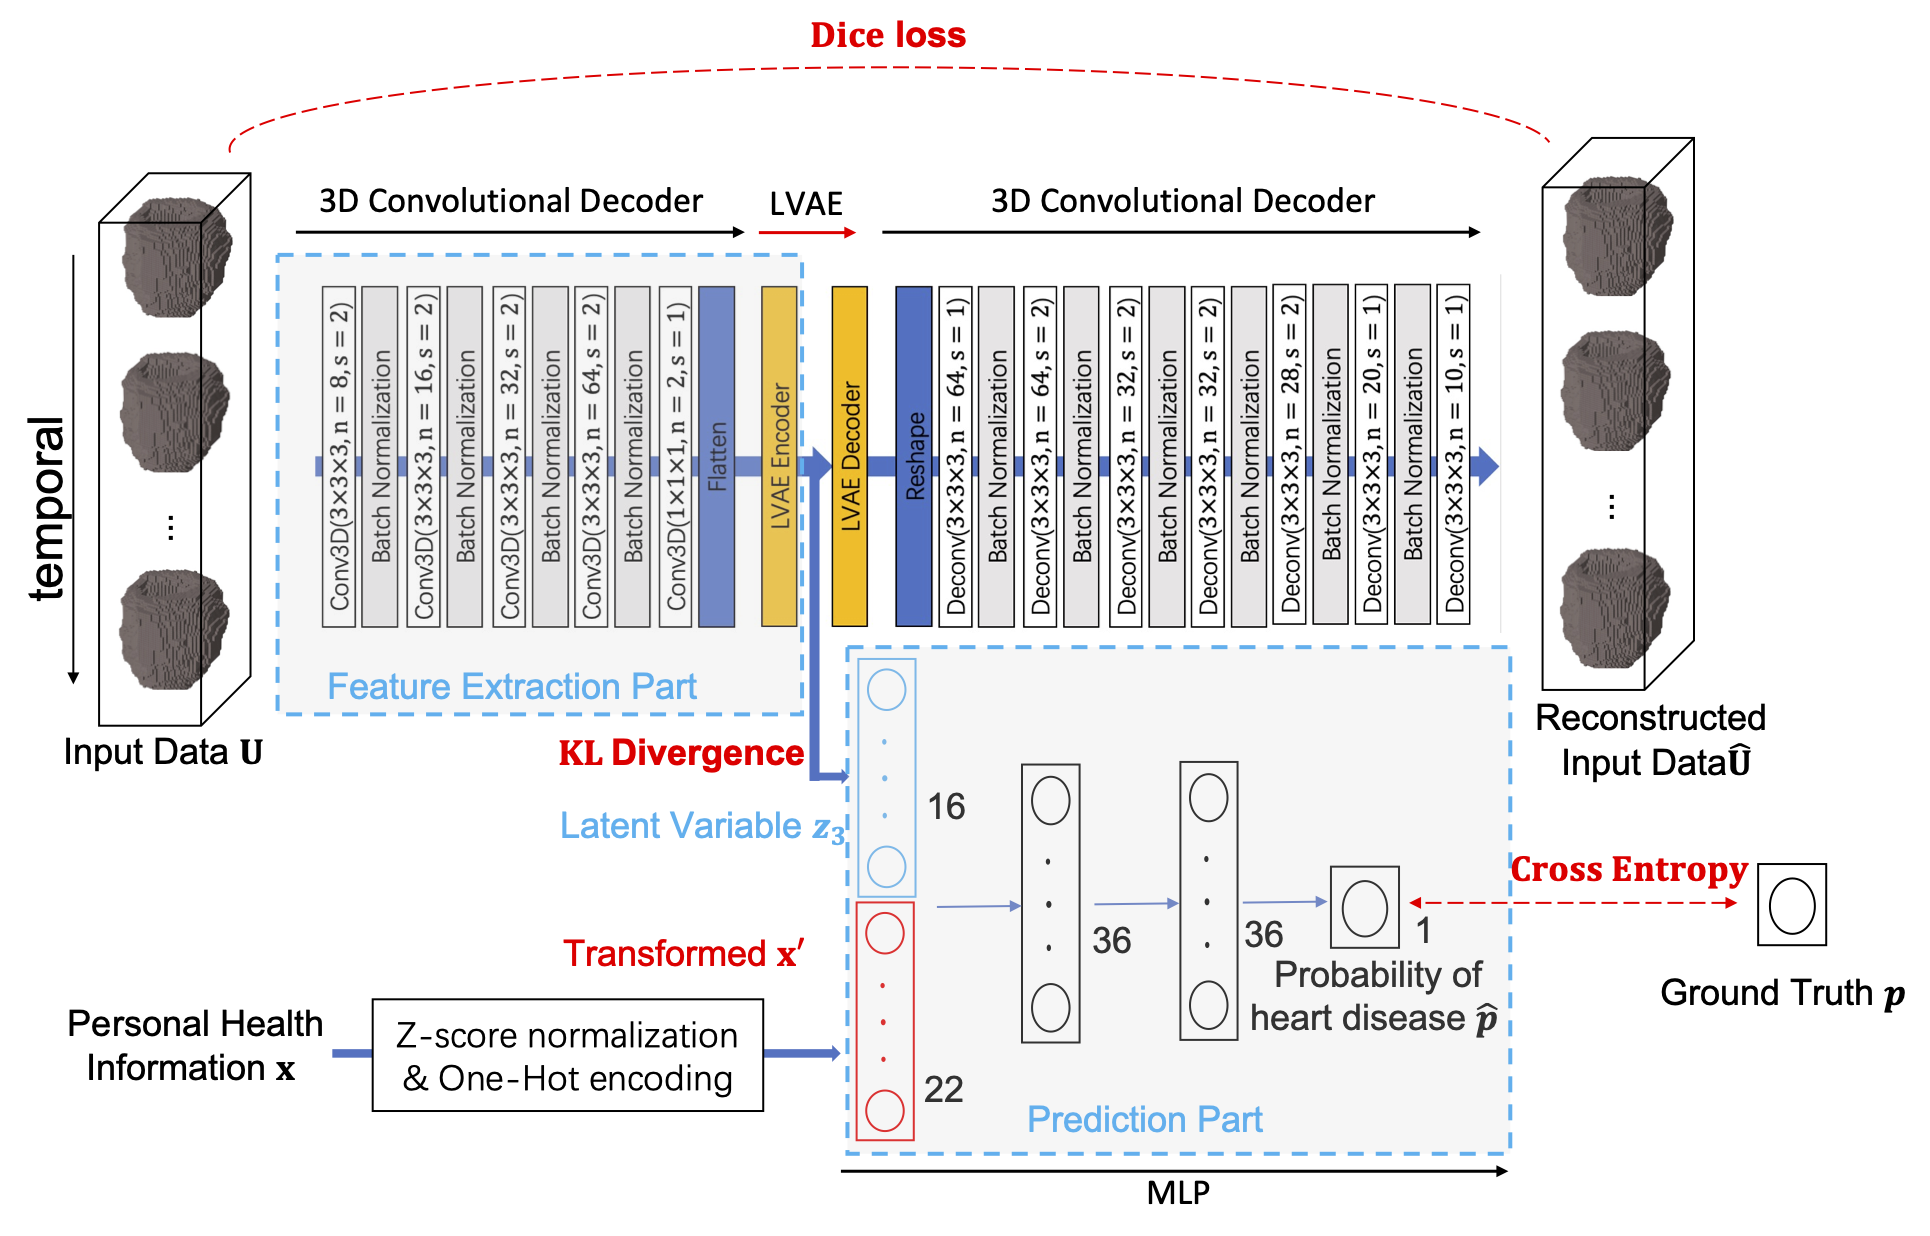 Dice loss
3D Convolutional Decoder
LVAE
3D Convolutional Decoder
temporal
...
Conv3D(3×3×3, n = 8, s = 2)
Batch Normalization
Conv3D(3×3×3, n = 16, s = 2)
Batch Normalization
Conv3D(3×3×3, n = 32, s = 2)
Batch Normalization
Conv3D(3×3×3, n = 64, s = 2)
Batch Normalization
Conv3D(1×1×1, n = 2, s = 1)
Flatten
LVAE Encoder
LVAE Decoder
Reshape
Deconv(3×3×3, n = 64, s = 1)
Batch Normalization
Deconv(3×3×3, n = 64, s = 2)
Batch Normalization
Deconv(3×3×3, n = 32, s = 2)
Batch Normalization
Deconv(3×3×3, n = 32, s = 2)
Batch Normalization
Deconv(3×3×3, n = 28, s = 2)
Batch Normalization
Deconv(3×3×3, n = 20, s = 1)
Batch Normalization
Deconv(3×3×3, n = 10, s = 1)
...
Feature Extraction Part
Input Data U
Reconstructed
Input Data Û
KL Divergence
Latent Variable z₃
16
Transformed x′
22
36
36
1
Probability of
heart disease p̂
Cross Entropy
Ground Truth p
Personal Health
Information x
Z-score normalization
& One-Hot encoding
Prediction Part
MLP